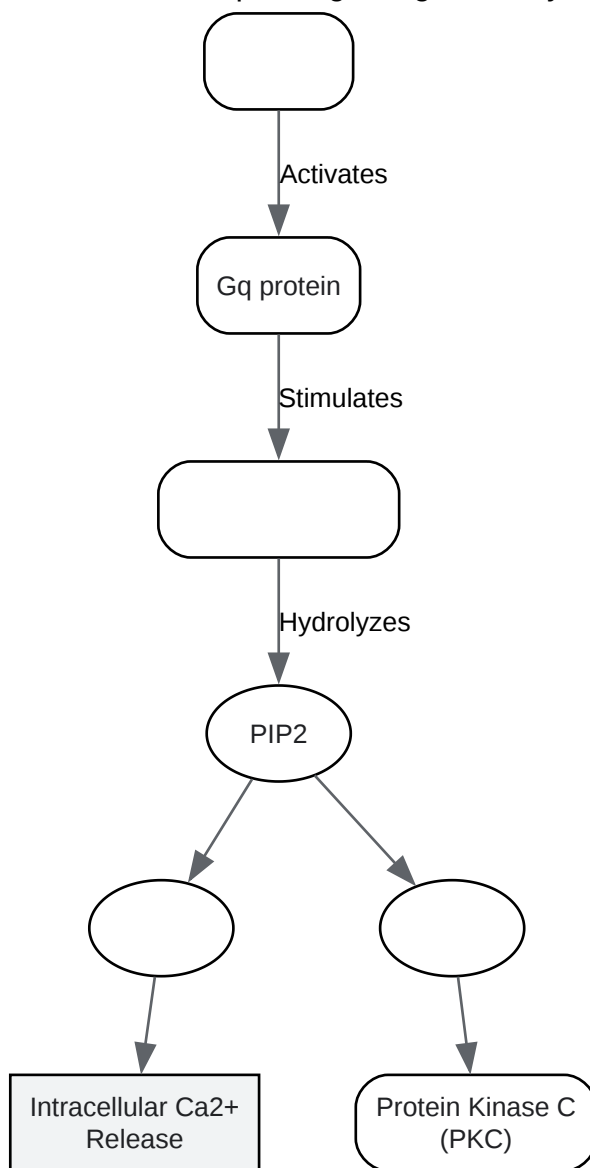 Activates
Gq protein
Stimulates
Hydrolyzes
PIP2
Intracellular Ca2+
Release
Protein Kinase C
(PKC)